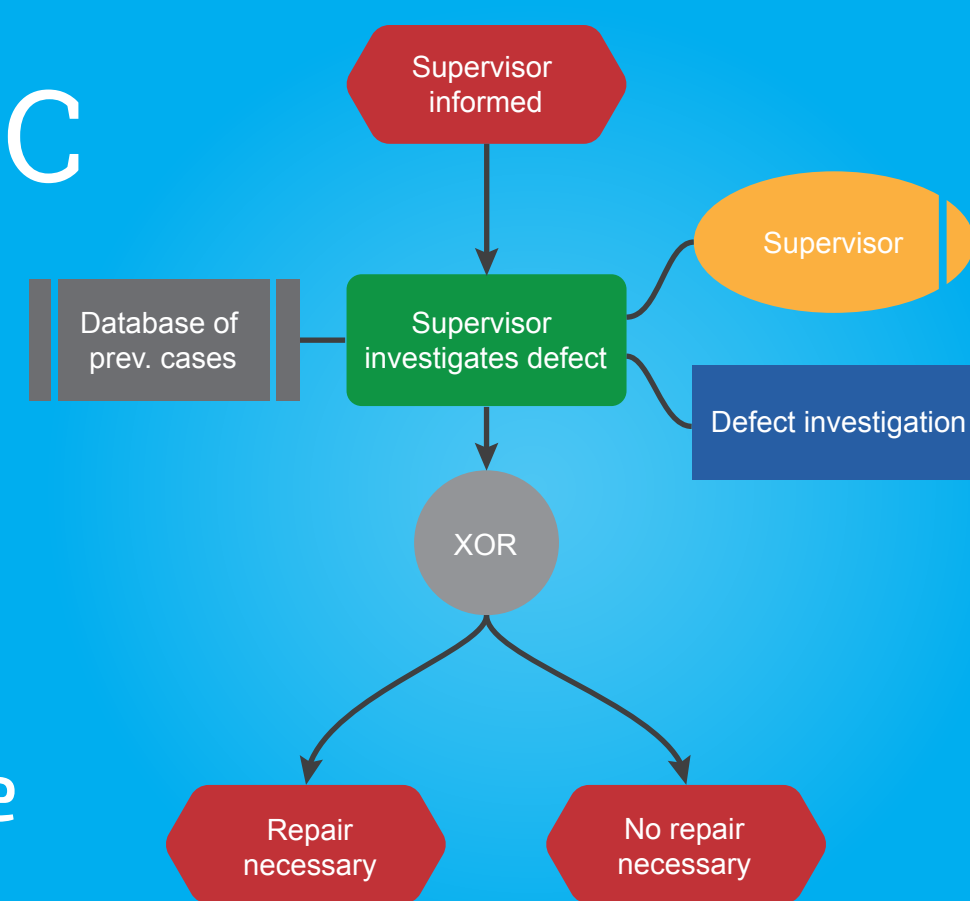 C
Supervisor
informed
Supervisor
Database of
prev. cases
Supervisor
investigates defect
Defect investigation
XOR
e
Repair
necessary
No repair
necessary